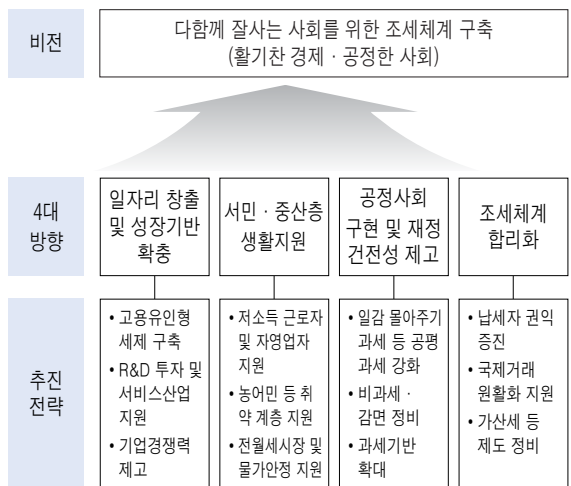 비전
다함께 잘사는 사회를 위한 조세체계 구축
(활기찬 경제 · 공정한 사회)
4대
방향
일자리 창출
및 성장기반
확충
서민 · 중산층
생활지원
공정사회
구현 및 재정
건전성 제고
조세체계
합리화
추진
전략
• 고용유인형
세제 구축
• R&D 투자 및
서비스산업
지원
• 기업경쟁력
제고
• 저소득 근로자
및 자영업자
지원
• 농어민 등 취
약 계층 지원
• 전월세시장 및
물가안정 지원
• 일감 몰아주기
과세 등 공평
과세 강화
• 비과세 ·
감면 정비
• 과세기반
확대
• 납세자 권익
증진
• 국제거래
원활화 지원
• 가산세 등
제도 정비